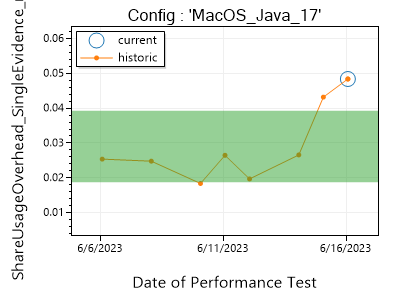 Config : 'MacOS_Java_17'
current
historic
0.06
0.05
0.04
0.03
0.02
0.01
6/6/2023
6/11/2023
6/16/2023
Date of Performance Test
ShareUsageOverhead_SingleEvidence_